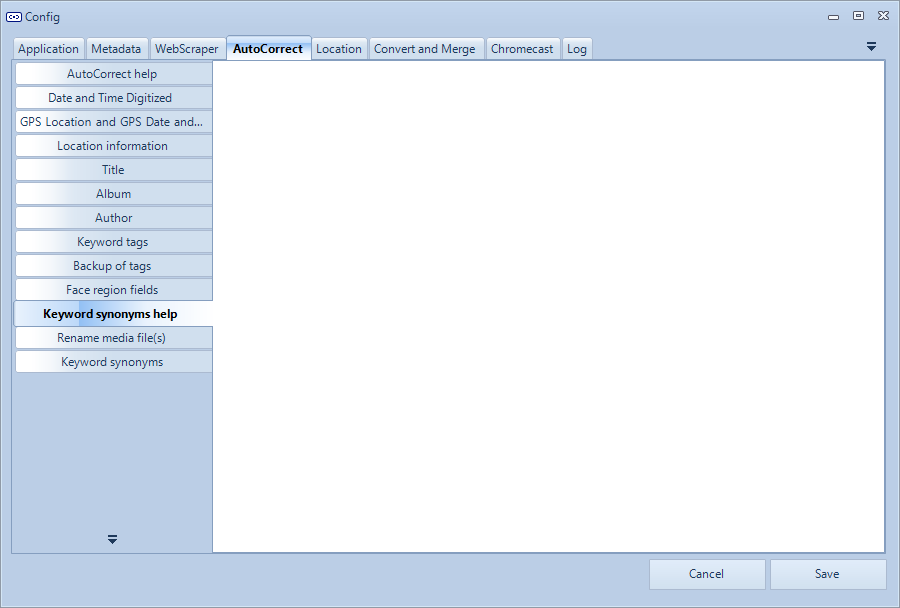 Config
Application Metadata WebScraper AutoCorrect Location Convert and Merge Chromecast Log
AutoCorrect help
Date and Time Digitized
GPS Location and GPS Date and...
Location information
Title
Album
Author
Keyword tags
Backup of tags
Face region fields
Keyword synonyms help
Rename media file(s)
Keyword synonyms
Cancel Save